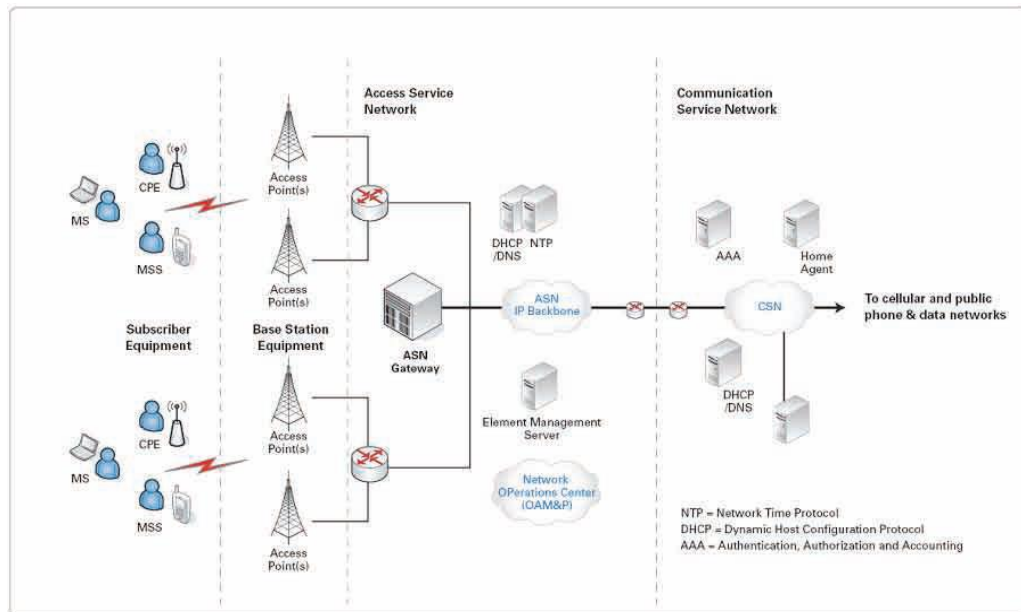 Access Service
Network
Communication
Service Network
CPE
MS
MSS
Access
Point(s)
Access
Point(s)
DHCP
/DNS
NTP
AAA
Home
Agent
ASN
IP Backbone
CSN
To cellular and public
phone & data networks
Subscriber
Equipment
Base Station
Equipment
ASN
Gateway
DHCP
/DNS
CPE
MS
MSS
Access
Point(s)
Access
Point(s)
Element Management
Server
Network
OPerations Center
(OAM&P)
NTP = Network Time Protocol
DHCP = Dynamic Host Configuration Protocol
AAA = Authentication, Authorization and Accounting